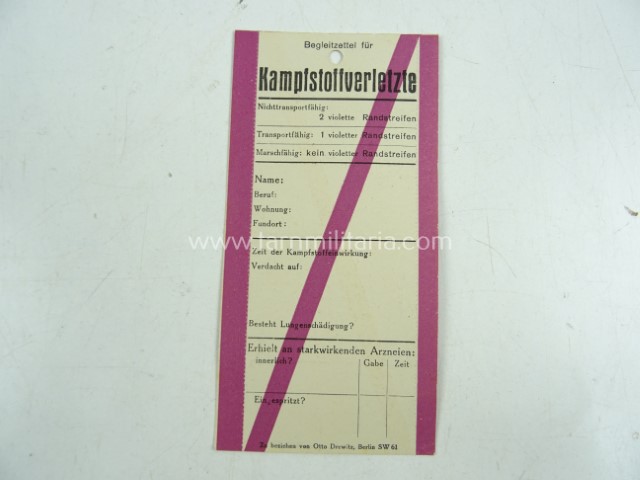 Begleitzettel für
Kampfstoffverletzte
Nichttransportfähig:
2 violette Randstreifen
Transportfähig: 1 violetter Randstreifen
Marschfähig: kein violetter Randstreifen
Name:
Beruf:
Wohnung:
Fundort:
www.farnmilitaria.com
Zeit der Kampfstoffeinwirkung:
Verdacht auf:
Besteht Lungenschädigung?
Erhielt an starkwirkenden Arzneien:
innerlich? Gabe Zeit
Eingespritzt?
Zu beziehen von Otto Drewitz, Berlin SW 61